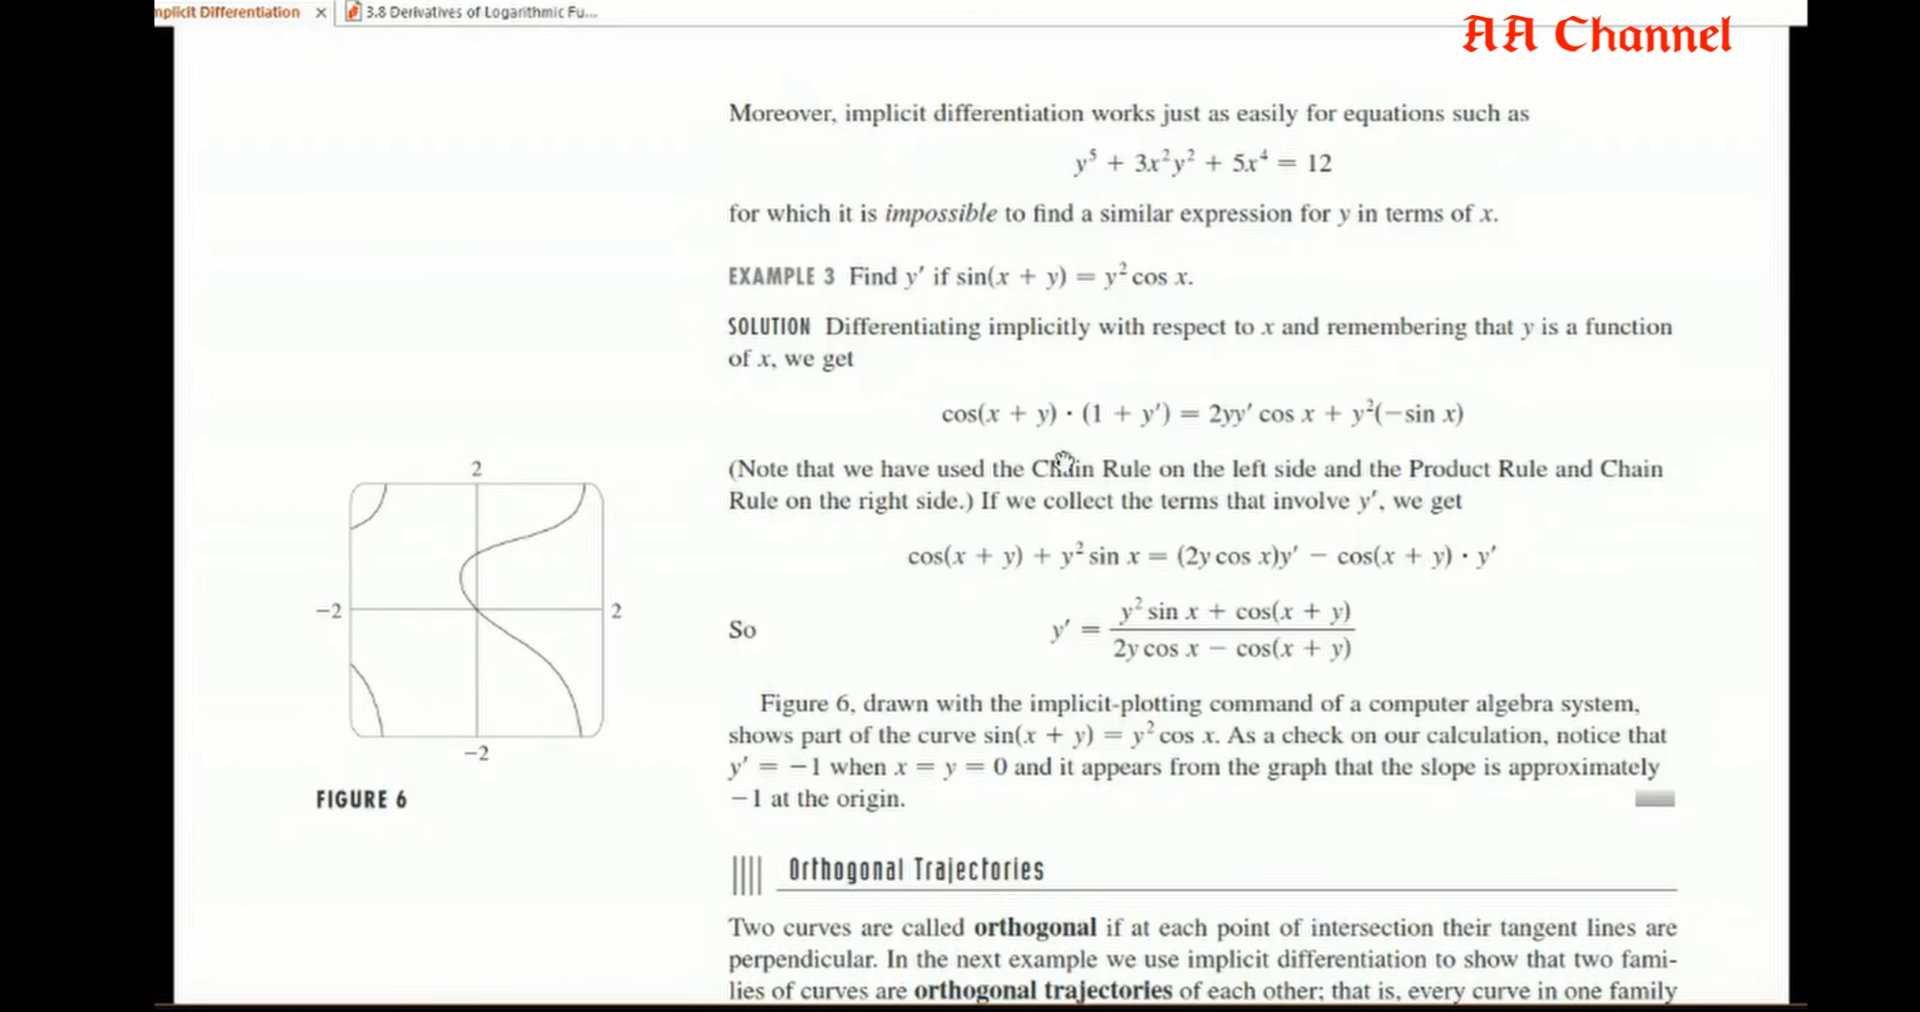 nplicit Differentiation × 3.8 Derivatives of Logarithmic Fu...
AA Channel
Moreover, implicit differentiation works just as easily for equations such as
y⁵ + 3x²y² + 5x⁴ = 12
for which it is impossible to find a similar expression for y in terms of x.
EXAMPLE 3 Find y′ if sin(x + y) = y² cos x.
SOLUTION Differentiating implicitly with respect to x and remembering that y is a function
of x, we get
cos(x + y) · (1 + y′) = 2yy′ cos x + y²(−sin x)
(Note that we have used the Chain Rule on the left side and the Product Rule and Chain
Rule on the right side.) If we collect the terms that involve y′, we get
cos(x + y) + y² sin x = (2y cos x)y′ − cos(x + y) · y′
So y′ = (y² sin x + cos(x + y)) / (2y cos x − cos(x + y))
2
−2
2
−2
FIGURE 6
Figure 6, drawn with the implicit-plotting command of a computer algebra system,
shows part of the curve sin(x + y) = y² cos x. As a check on our calculation, notice that
y′ = −1 when x = y = 0 and it appears from the graph that the slope is approximately
−1 at the origin.
Orthogonal Trajectories
Two curves are called orthogonal if at each point of intersection their tangent lines are
perpendicular. In the next example we use implicit differentiation to show that two fami-
lies of curves are orthogonal trajectories of each other; that is, every curve in one family